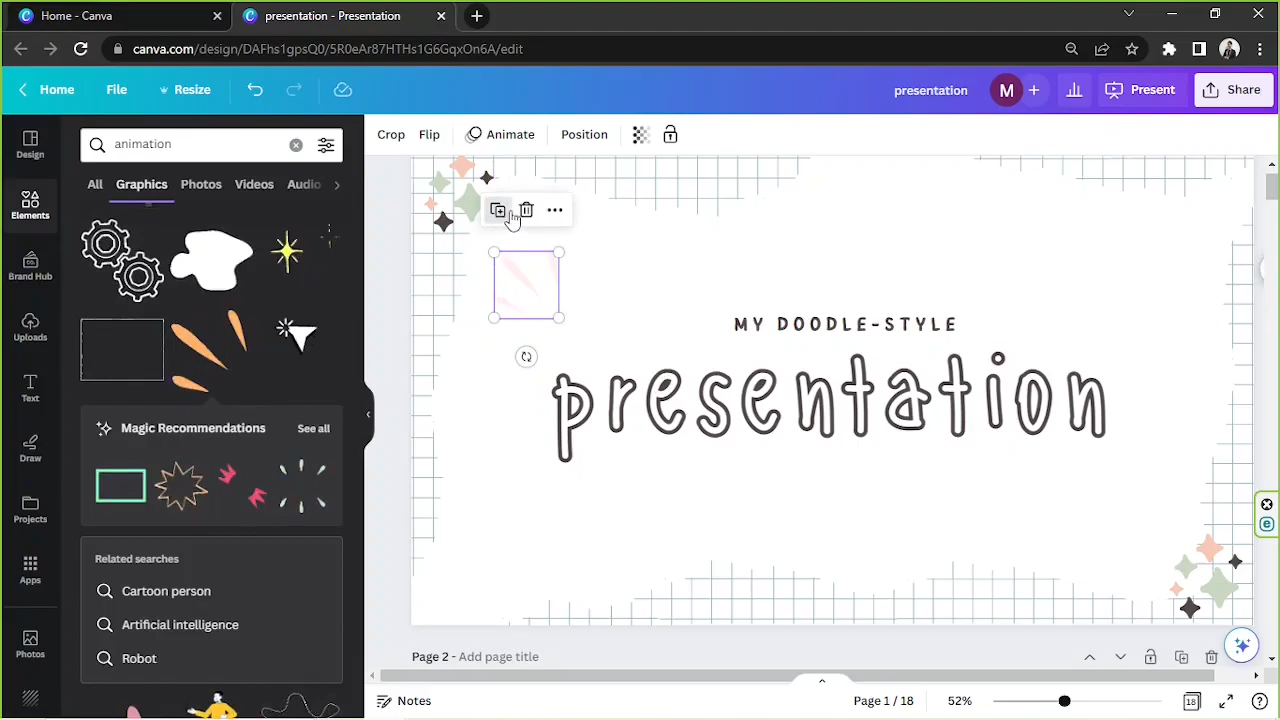 Home - Canva
presentation - Presentation
canva.com/design/DAFhs1gpsQ0/5R0eAr87HTHs1G6GqxOn6A/edit
Home
File
Resize
presentation
M
Present
Share
Design
Elements
Brand Hub
Uploads
Text
Draw
Projects
Apps
Photos
animation
All
Graphics
Photos
Videos
Audio
Magic Recommendations
See all
Related searches
Cartoon person
Artificial intelligence
Robot
Crop
Flip
Animate
Position
MY DOODLE-STYLE
presentation
Page 2 - Add page title
Notes
Page 1 / 18
52%
18